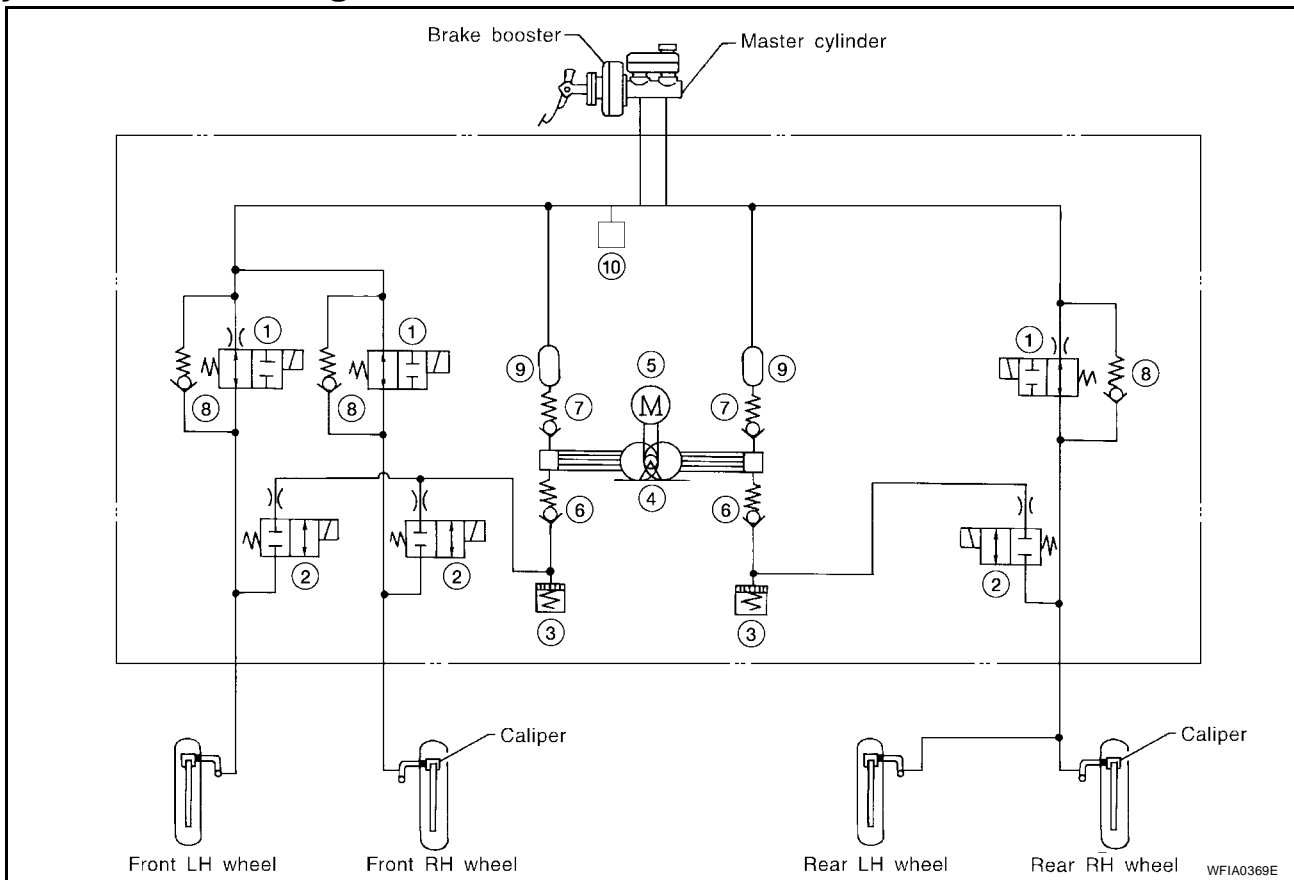 Brake booster
Master cylinder
10
1
1
1
8
8
8
9
5
9
7
M
7
6
4
6
2
2
2
3
3
Caliper
Caliper
Front LH wheel
Front RH wheel
Rear LH wheel
Rear RH wheel
WFIA0369E